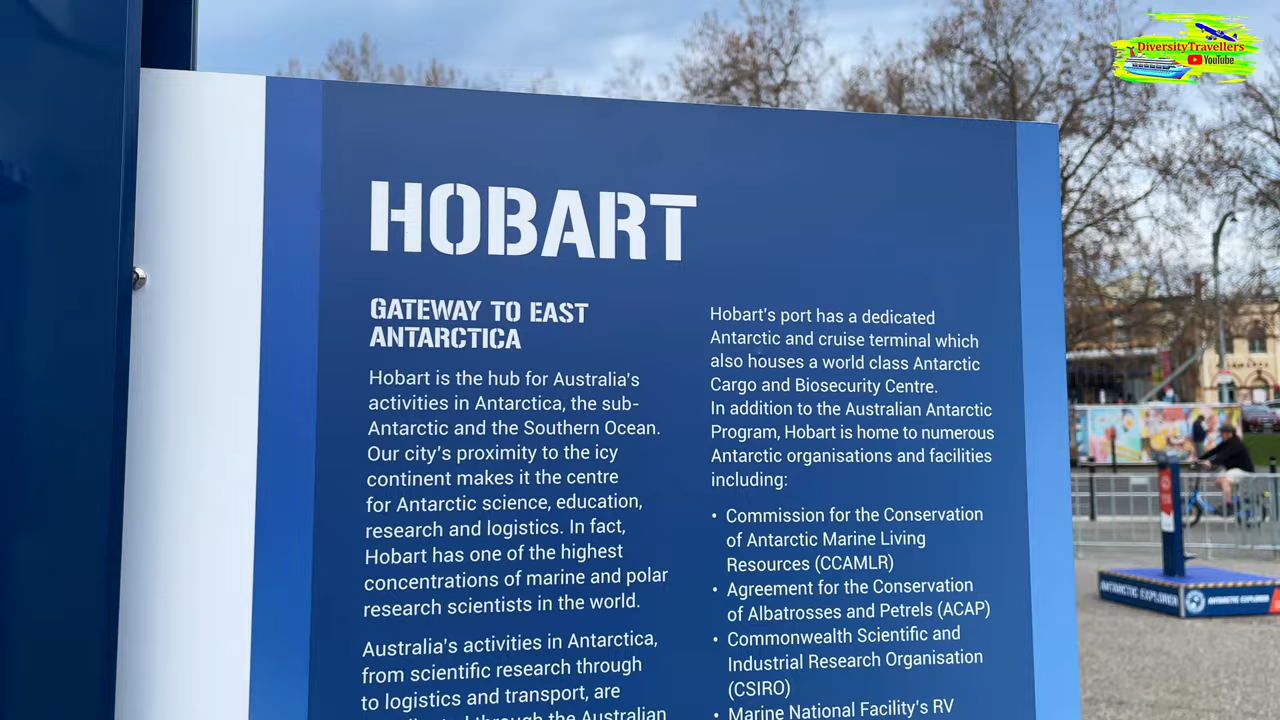 DiversityTravellers
YouTube
HOBART
GATEWAY TO EAST
ANTARCTICA
Hobart is the hub for Australia's
activities in Antarctica, the sub-
Antarctic and the Southern Ocean.
Our city's proximity to the icy
continent makes it the centre
for Antarctic science, education,
research and logistics. In fact,
Hobart has one of the highest
concentrations of marine and polar
research scientists in the world.
Australia's activities in Antarctica,
from scientific research through
to logistics and transport, are
through the Australian
Hobart's port has a dedicated
Antarctic and cruise terminal which
also houses a world class Antarctic
Cargo and Biosecurity Centre.
In addition to the Australian Antarctic
Program, Hobart is home to numerous
Antarctic organisations and facilities
including:
• Commission for the Conservation
of Antarctic Marine Living
Resources (CCAMLR)
• Agreement for the Conservation
of Albatrosses and Petrels (ACAP)
• Commonwealth Scientific and
Industrial Research Organisation
(CSIRO)
• Marine National Facility's RV
ANTARCTIC EXPLORER
ANTARCTIC EXPLORER